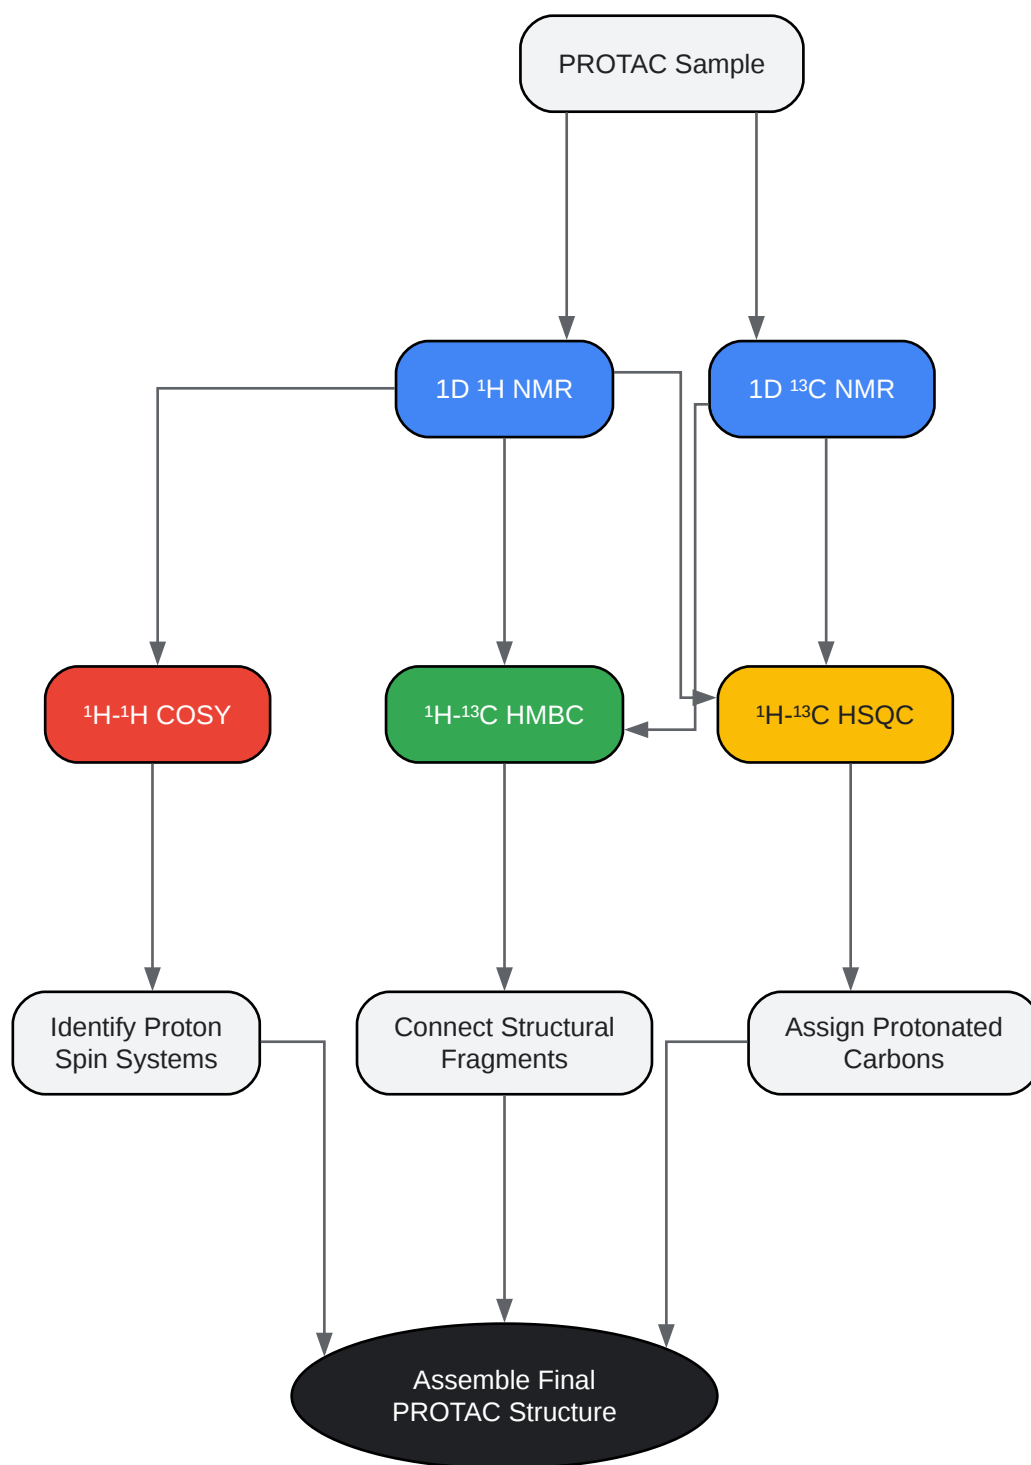 PROTAC Sample
1D ¹H NMR
1D ¹³C NMR
¹H-¹H COSY
¹H-¹³C HMBC
¹H-¹³C HSQC
Identify Proton
Spin Systems
Connect Structural
Fragments
Assign Protonated
Carbons
Assemble Final
PROTAC Structure